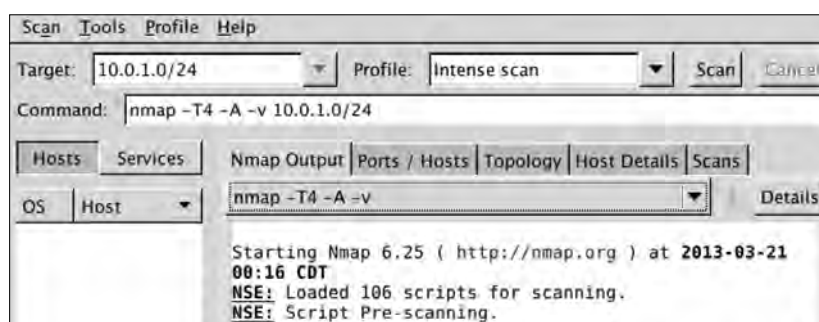 Scan Tools Profile Help
Target: 10.0.1.0/24 Profile: Intense scan Scan Cancel
Command: nmap -T4 -A -v 10.0.1.0/24
Hosts Services Nmap Output Ports / Hosts Topology Host Details Scans
OS Host nmap -T4 -A -v Details
Starting Nmap 6.25 ( http://nmap.org ) at 2013-03-21
00:16 CDT
NSE: Loaded 106 scripts for scanning.
NSE: Script Pre-scanning.